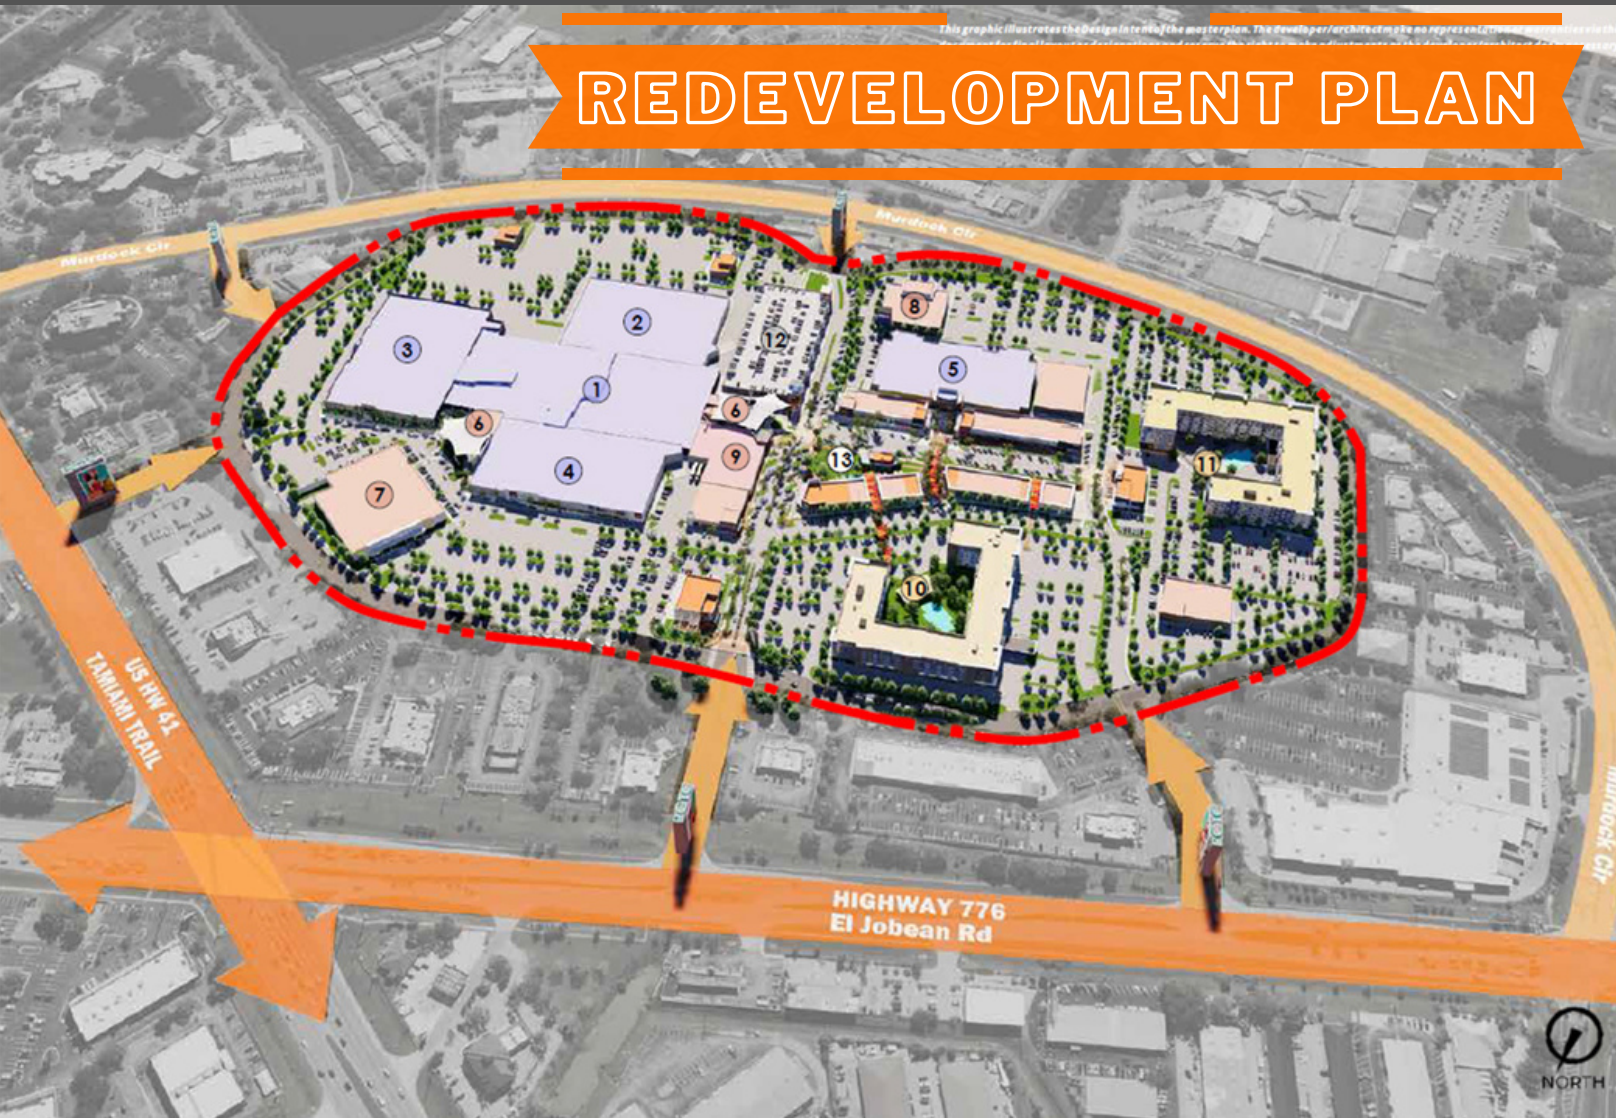 This graphic illustrates the Design Intent of the masterplan. The developer/architect make no representation or warranties
REDEVELOPMENT PLAN
Murdock Cir
Murdock Cir
8
2
12
3
5
1
6
6
13
9
11
4
7
10
US HW 41
TAMIAMI TRAIL
Murdock Cir
HIGHWAY 776
El Jobean Rd
NORTH